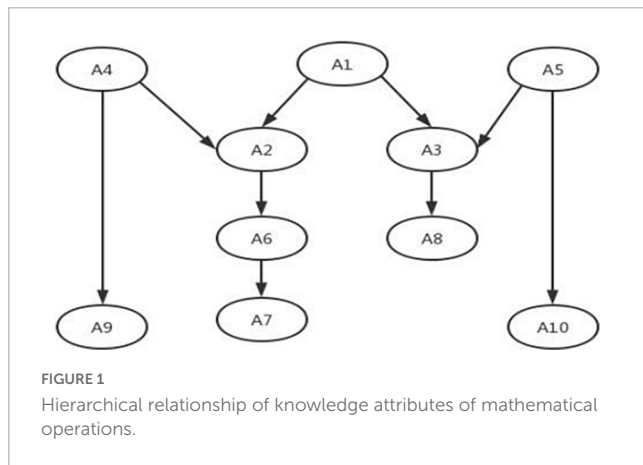 A4
A1
A5
A2
A3
A6
A8
A9
A7
A10
FIGURE 1
Hierarchical relationship of knowledge attributes of mathematical
operations.